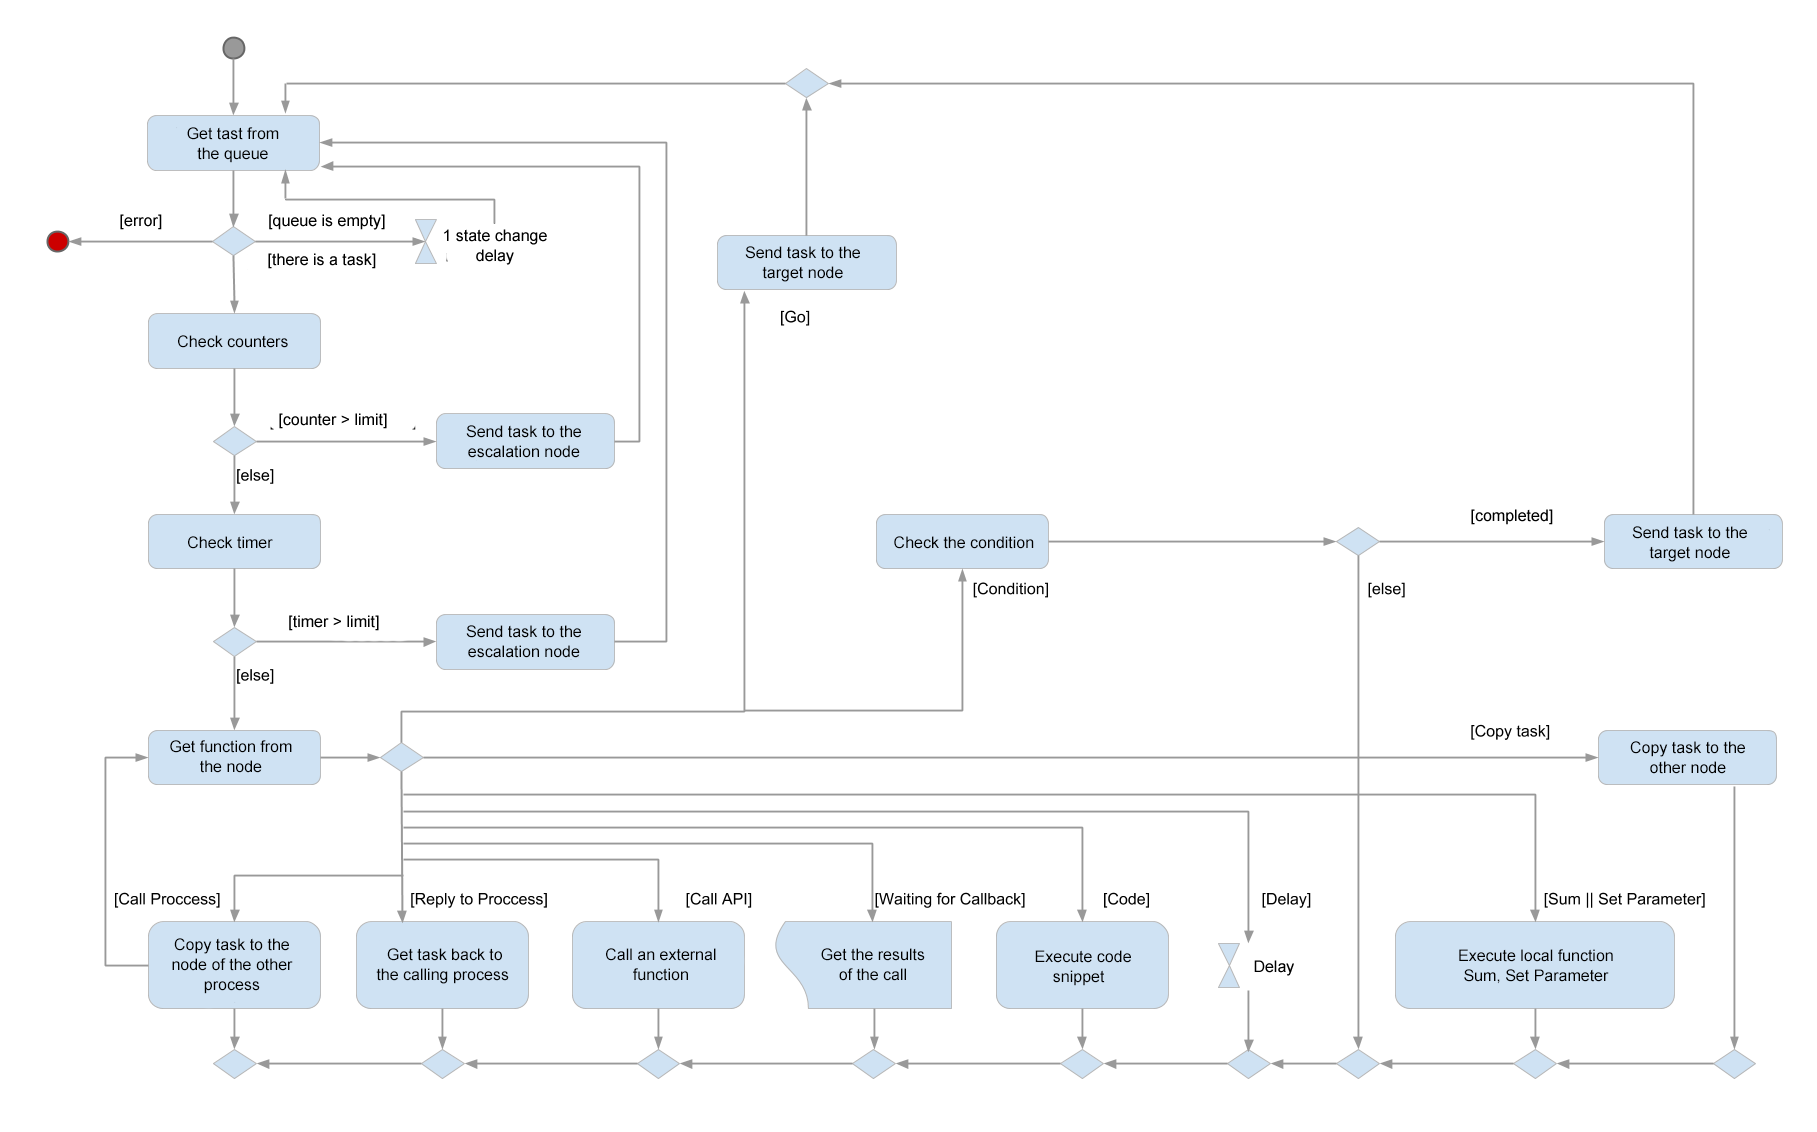 Get tast from
the queue
[error]
[queue is empty]
1 state change
delay
[there is a task]
Send task to the
target node
[Go]
Check counters
[counter > limit]
Send task to the
escalation node
[else]
Check timer
Check the condition
[completed]
Send task to the
target node
[Condition]
[else]
[timer > limit]
Send task to the
escalation node
[else]
Get function from
the node
[Copy task]
Copy task to the
other node
[Call Proccess]
[Reply to Proccess]
[Call API]
[Waiting for Callback]
[Code]
[Delay]
[Sum || Set Parameter]
Copy task to the
node of the other
process
Get task back to
the calling process
Call an external
function
Get the results
of the call
Execute code
snippet
Delay
Execute local function
Sum, Set Parameter